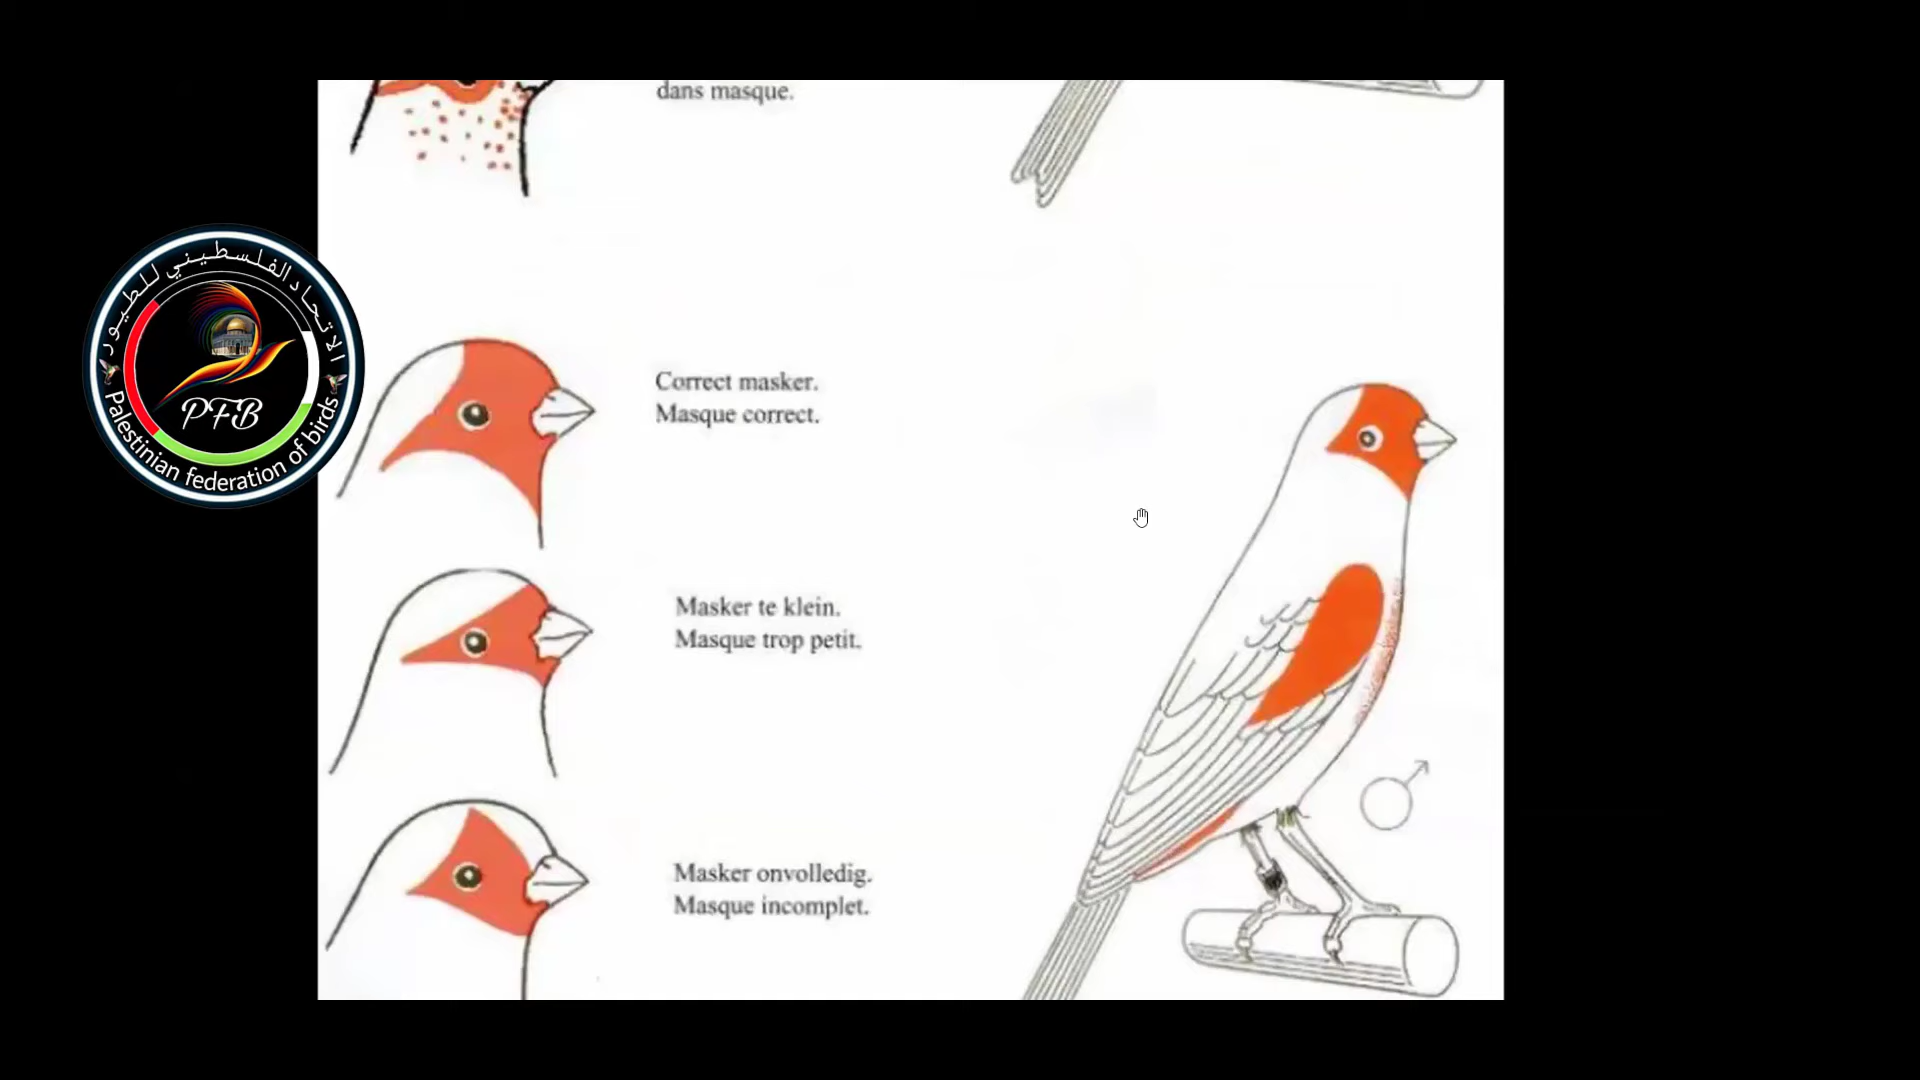 dans masque.
الاتحاد الفلسطيني للطيور
PFB
Palestinian federation of birds
Correct masker.
Masque correct.
Masker te klein.
Masque trop petit.
Masker onvolledig.
Masque incomplet.